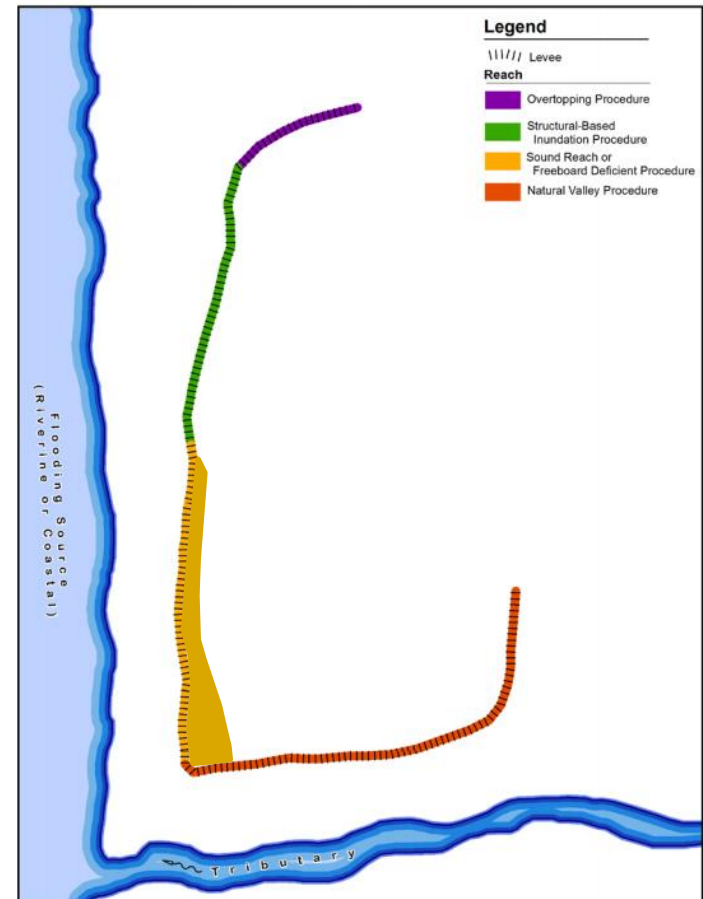 Legend
Levee
Reach
Overtopping Procedure
Structural-Based
Inundation Procedure
Sound Reach or
Freeboard Deficient Procedure
Natural Valley Procedure
Flooding Source
(Riverine or Coastal)
Tributary